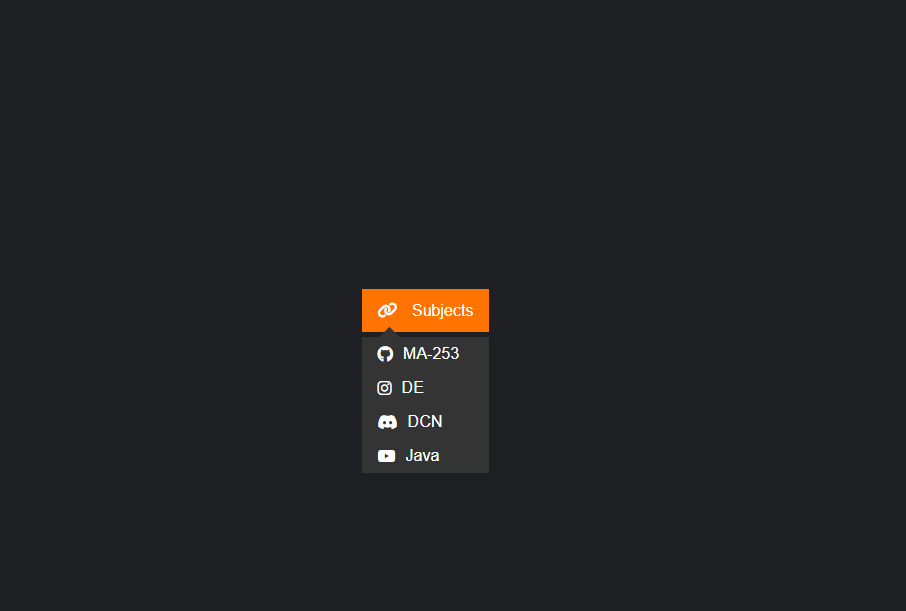 Subjects
MA-253
DE
DCN
Java